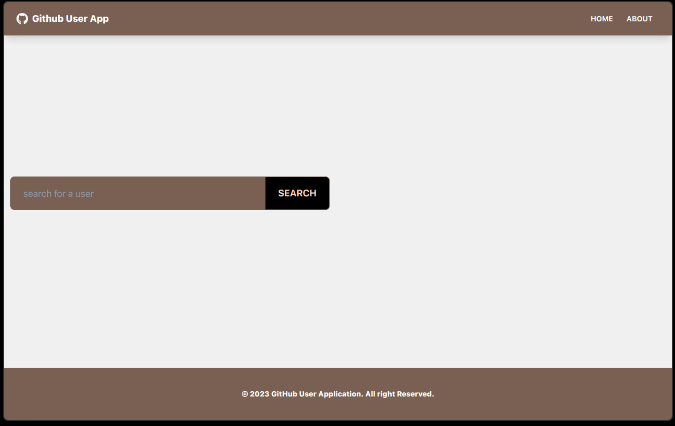 Github User App
HOME ABOUT
search for a user
SEARCH
© 2023 GitHub User Application. All right Reserved.